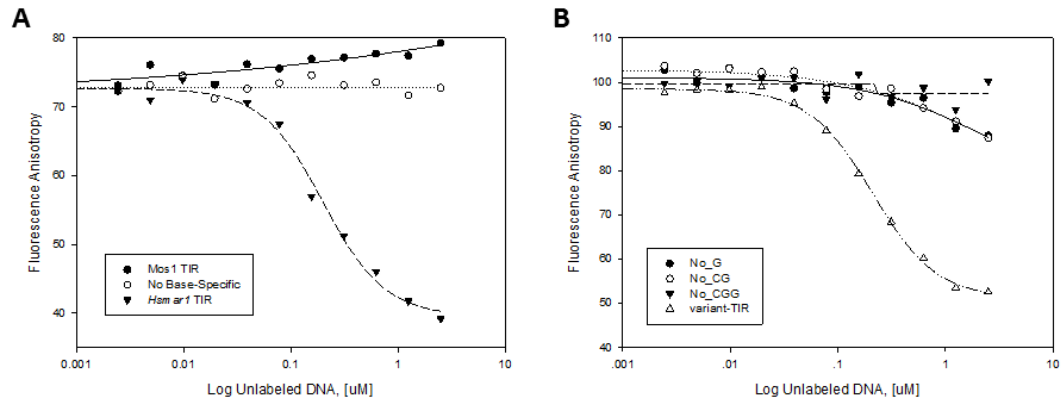 A
Fluorescence Anisotropy
80
70
60
50
40
0.001
0.01
0.1
1
10
Log Unlabeled DNA, [uM]
Mos1 TIR
No Base-Specific
Hsmar1 TIR
B
Fluorescence Anisotropy
110
100
90
80
70
60
50
40
.001
.01
.1
1
10
Log Unlabeled DNA, [uM]
No_G
No_CG
No_CGG
variant-TIR